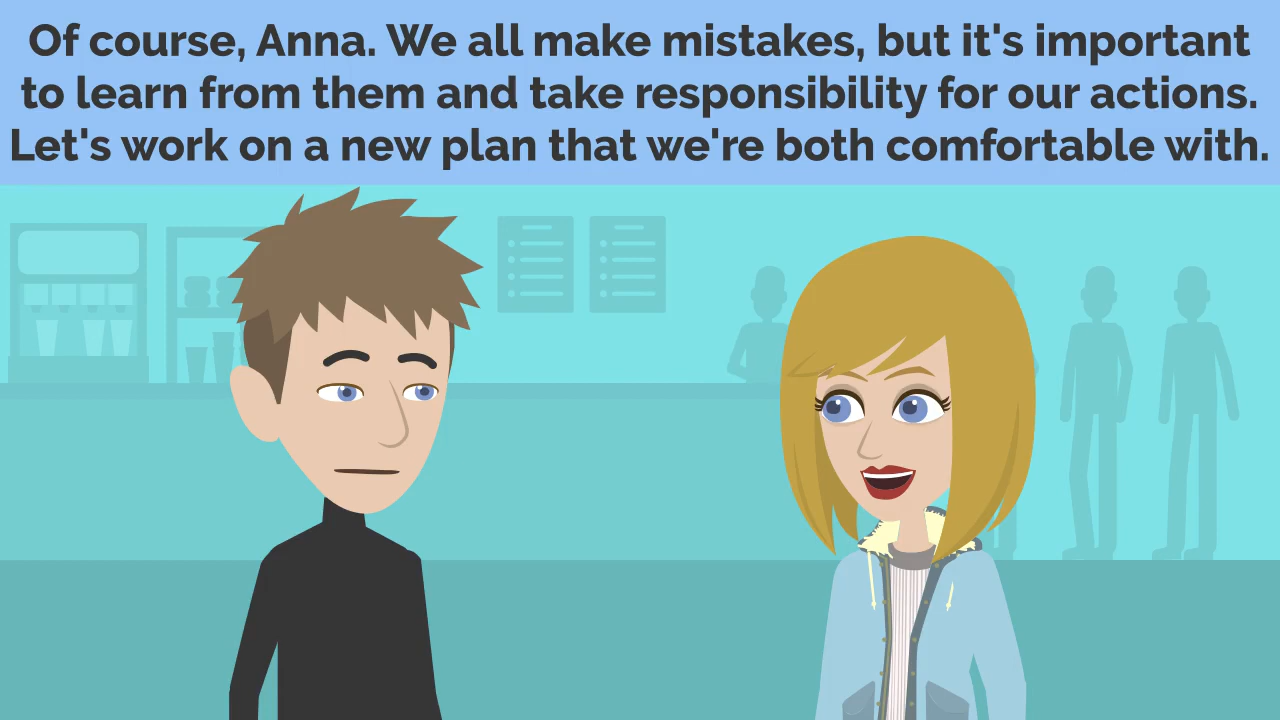 Of course, Anna. We all make mistakes, but it's important
to learn from them and take responsibility for our actions.
Let's work on a new plan that we're both comfortable with.